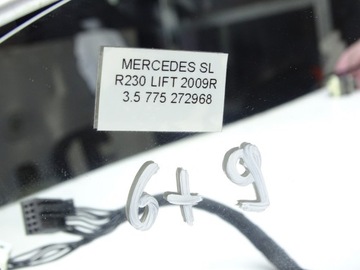 MERCEDES SL
R230 LIFT 2009R
3.5 775 272968
6+9